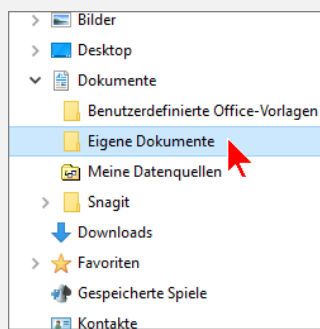 Bilder
Desktop
Dokumente
Benutzerdefinierte Office-Vorlagen
Eigene Dokumente
Meine Datenquellen
Snagit
Downloads
Favoriten
Gespeicherte Spiele
Kontakte